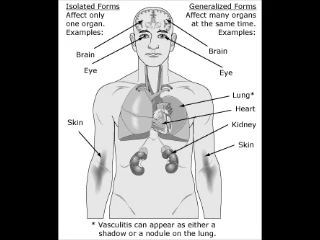 Isolated Forms
Affect only
one organ.
Examples:
Brain
Eye
Skin
Generalized Forms
Affect many organs
at the same time.
Examples:
Brain
Eye
Lung*
Heart
Kidney
Skin
* Vasculitis can appear as either a
shadow or a nodule on the lung.